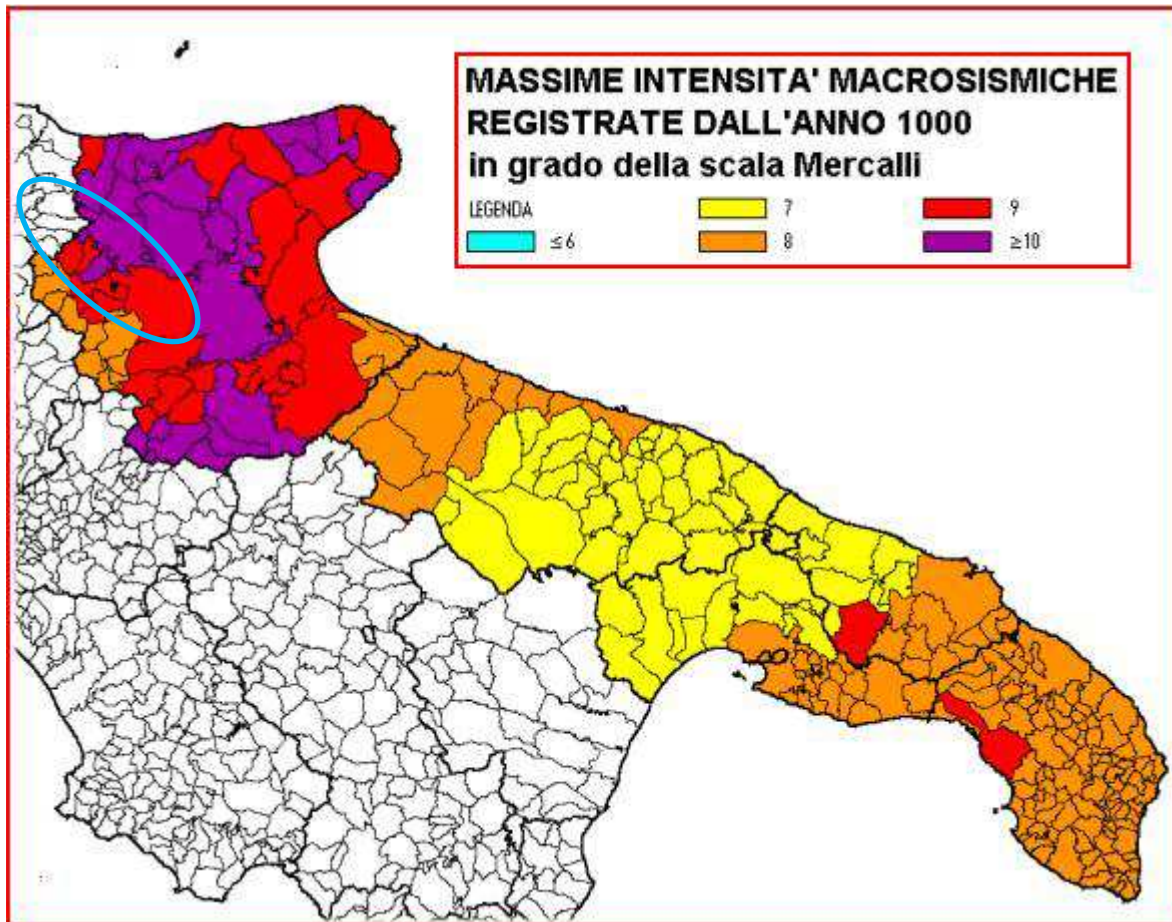 MASSIME INTENSITA' MACROSISMICHE
REGISTRATE DALL'ANNO 1000
in grado della scala Mercalli
LEGENDA
7
9
≤6
8
≥10